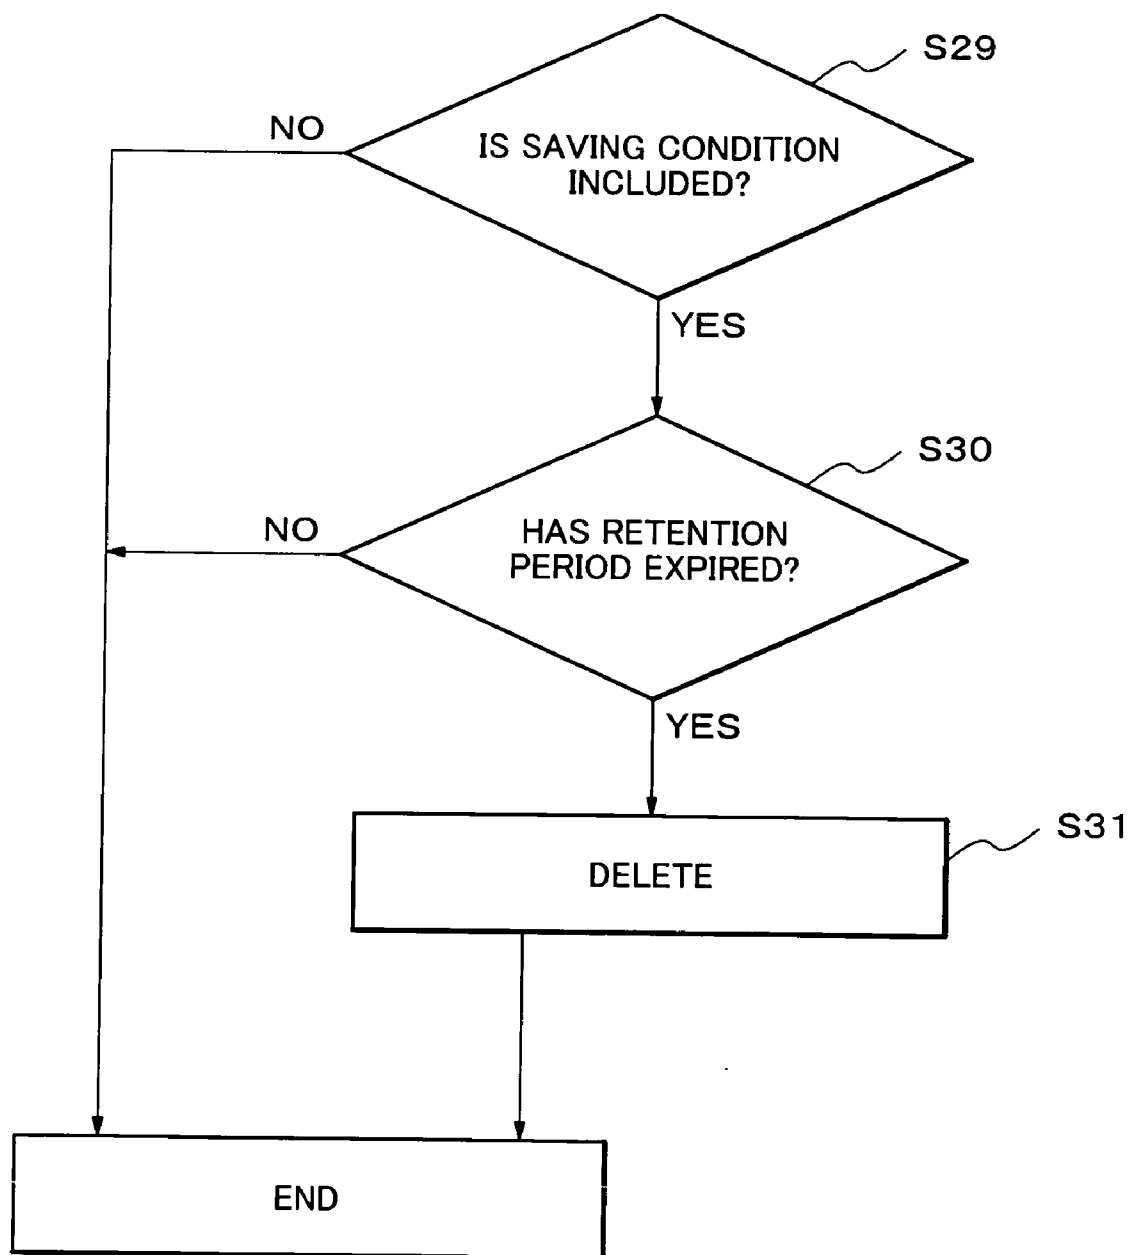 S29
NO
IS SAVING CONDITION
INCLUDED?
YES
S30
NO
HAS RETENTION
PERIOD EXPIRED?
YES
S31
DELETE
END